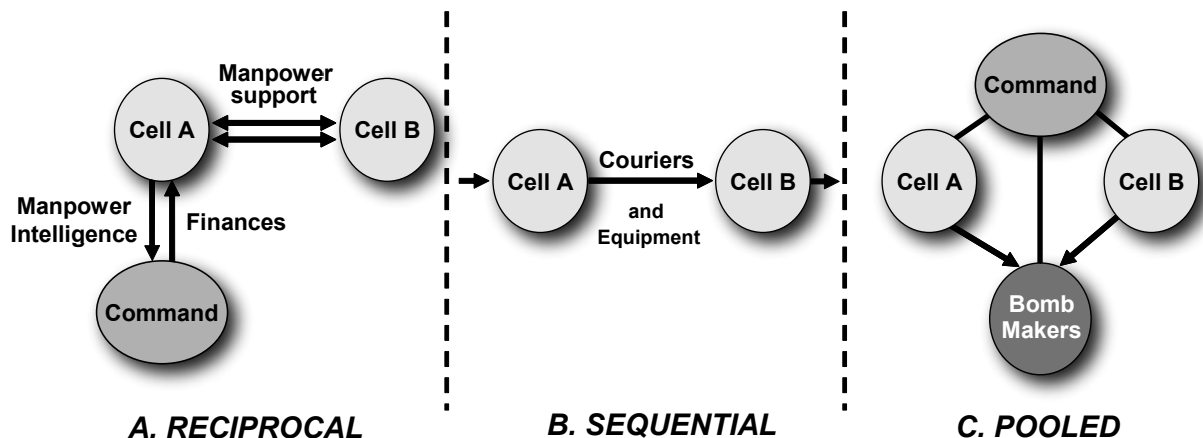 Manpower
support
Cell A
Cell B
Manpower
Intelligence
Finances
Command
A. RECIPROCAL
Cell A
Couriers
and
Equipment
Cell B
B. SEQUENTIAL
Command
Cell A
Cell B
Bomb
Makers
C. POOLED